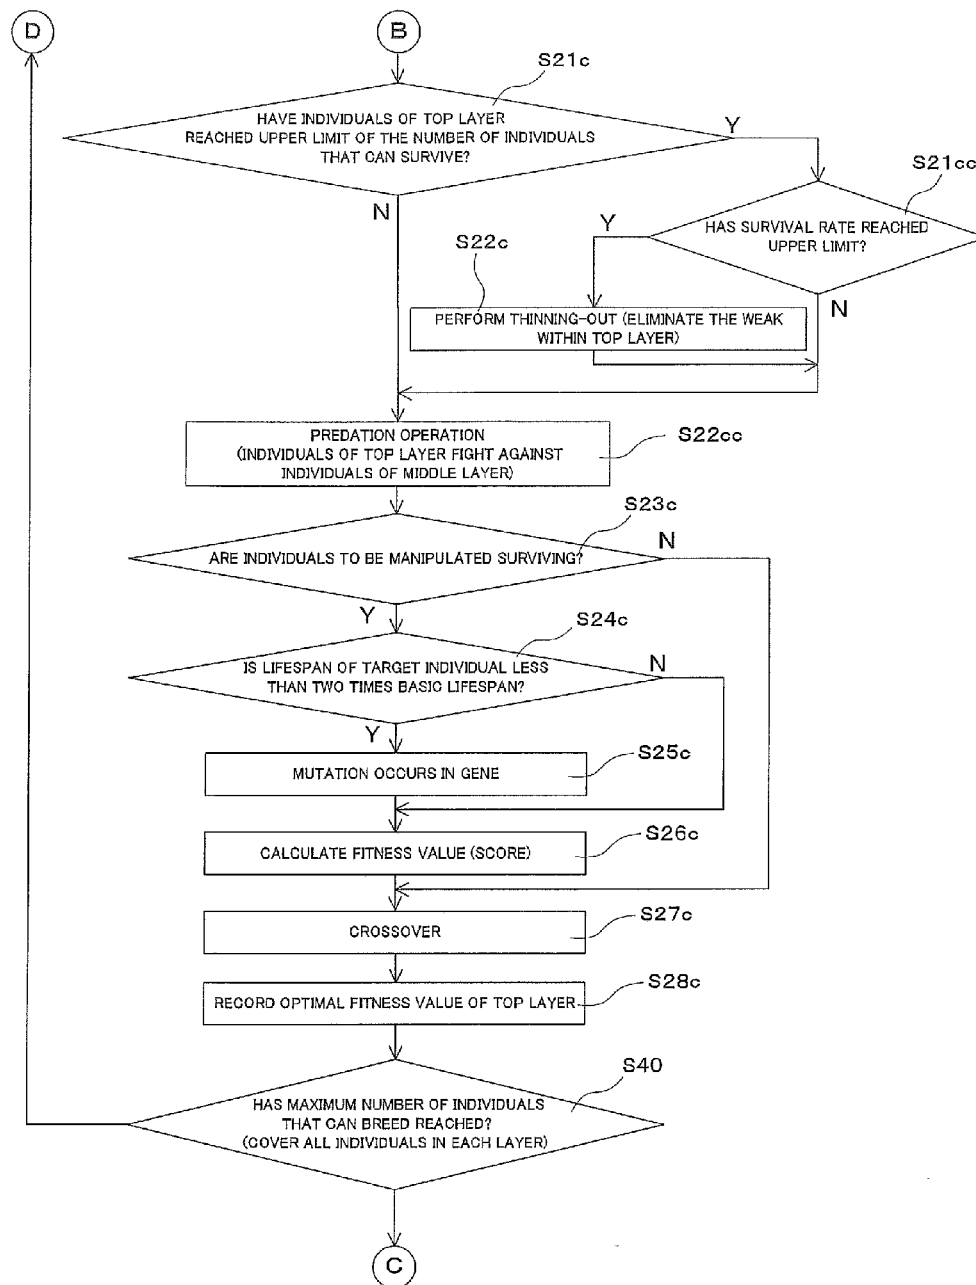 D
B
S21c
HAVE INDIVIDUALS OF TOP LAYER
REACHED UPPER LIMIT OF THE NUMBER OF INDIVIDUALS
THAT CAN SURVIVE?
Y
N
S21cc
HAS SURVIVAL RATE REACHED
UPPER LIMIT?
Y
N
S22c
PERFORM THINNING-OUT (ELIMINATE THE WEAK
WITHIN TOP LAYER)
PREDATION OPERATION
(INDIVIDUALS OF TOP LAYER FIGHT AGAINST
INDIVIDUALS OF MIDDLE LAYER)
S22cc
S23c
ARE INDIVIDUALS TO BE MANIPULATED SURVIVING?
N
Y
S24c
IS LIFESPAN OF TARGET INDIVIDUAL LESS
THAN TWO TIMES BASIC LIFESPAN?
N
Y
MUTATION OCCURS IN GENE
S25c
CALCULATE FITNESS VALUE (SCORE)
S26c
CROSSOVER
S27c
RECORD OPTIMAL FITNESS VALUE OF TOP LAYER
S28c
S40
HAS MAXIMUM NUMBER OF INDIVIDUALS
THAT CAN BREED REACHED?
(COVER ALL INDIVIDUALS IN EACH LAYER)
C